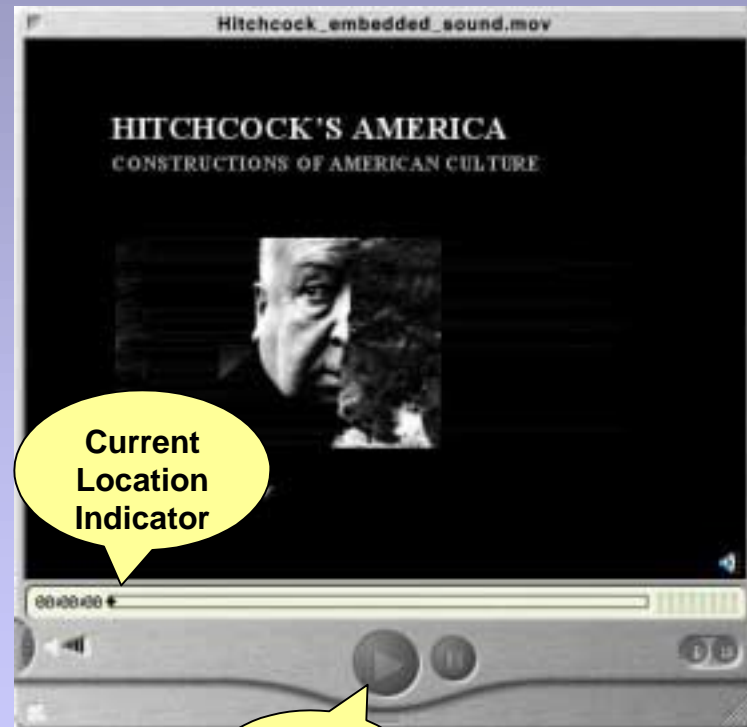 Hitchcock_embedded_sound.mov
HITCHCOCK'S AMERICA
CONSTRUCTIONS OF AMERICAN CULTURE
Current
Location
Indicator
00:00:00